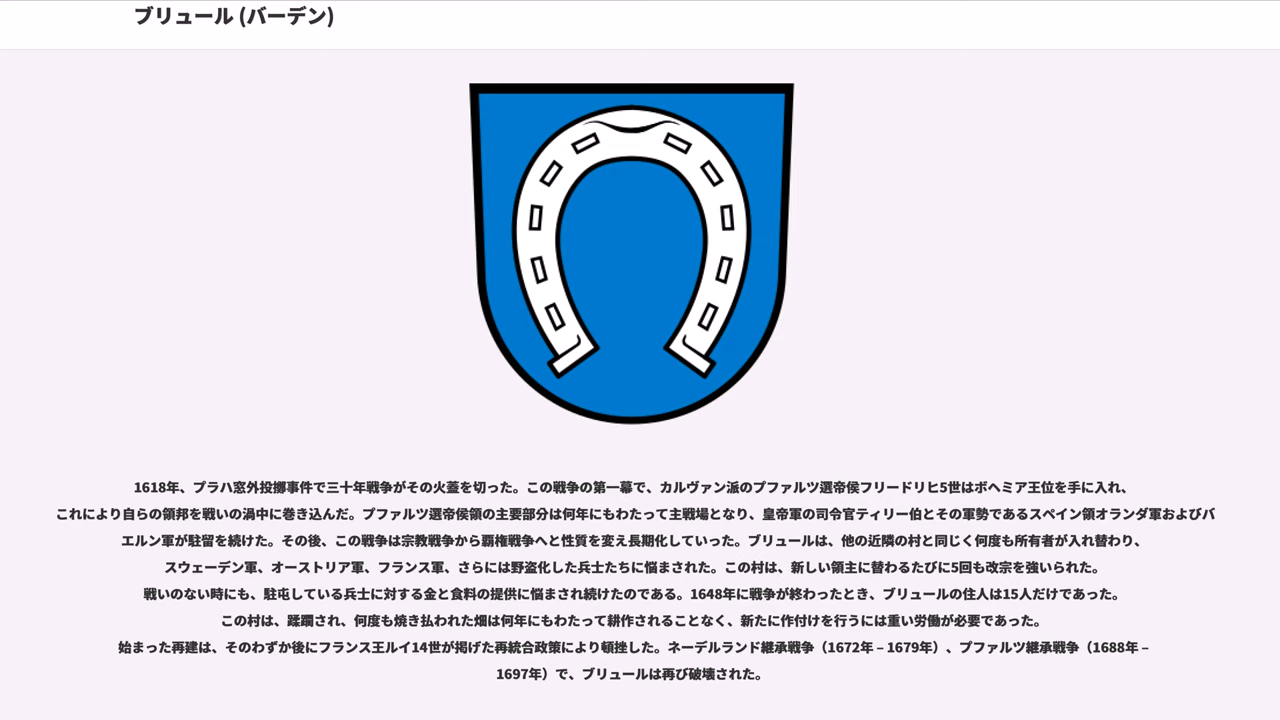 ブリュール (バーデン)
1618年、プラハ窓外投擲事件で三十年戦争がその火蓋を切った。この戦争の第一幕で、カルヴァン派のプファルツ選帝侯フリードリヒ5世はボヘミア王位を手に入れ、
これにより自らの領邦を戦いの渦中に巻き込んだ。プファルツ選帝侯領の主要部分は何年にもわたって主戦場となり、皇帝軍の司令官ティリー伯とその軍勢であるスペイン領オランダ軍およびバ
エルン軍が駐留を続けた。その後、この戦争は宗教戦争から覇権戦争へと性質を変え長期化していった。ブリュールは、他の近隣の村と同じく何度も所有者が入れ替わり、
スウェーデン軍、オーストリア軍、フランス軍、さらには野盗化した兵士たちに悩まされた。この村は、新しい領主に替わるたびに5回も改宗を強いられた。
戦いのない時にも、駐屯している兵士に対する金と食料の提供に悩まされ続けたのである。1648年に戦争が終わったとき、ブリュールの住人は15人だけであった。
この村は、蹂躙され、何度も焼き払われた畑は何年にもわたって耕作されることなく、新たに作付けを行うには重い労働が必要であった。
始まった再建は、そのわずか後にフランス王ルイ14世が掲げた再統合政策により頓挫した。ネーデルランド継承戦争（1672年 – 1679年）、プファルツ継承戦争（1688年 –
1697年）で、ブリュールは再び破壊された。